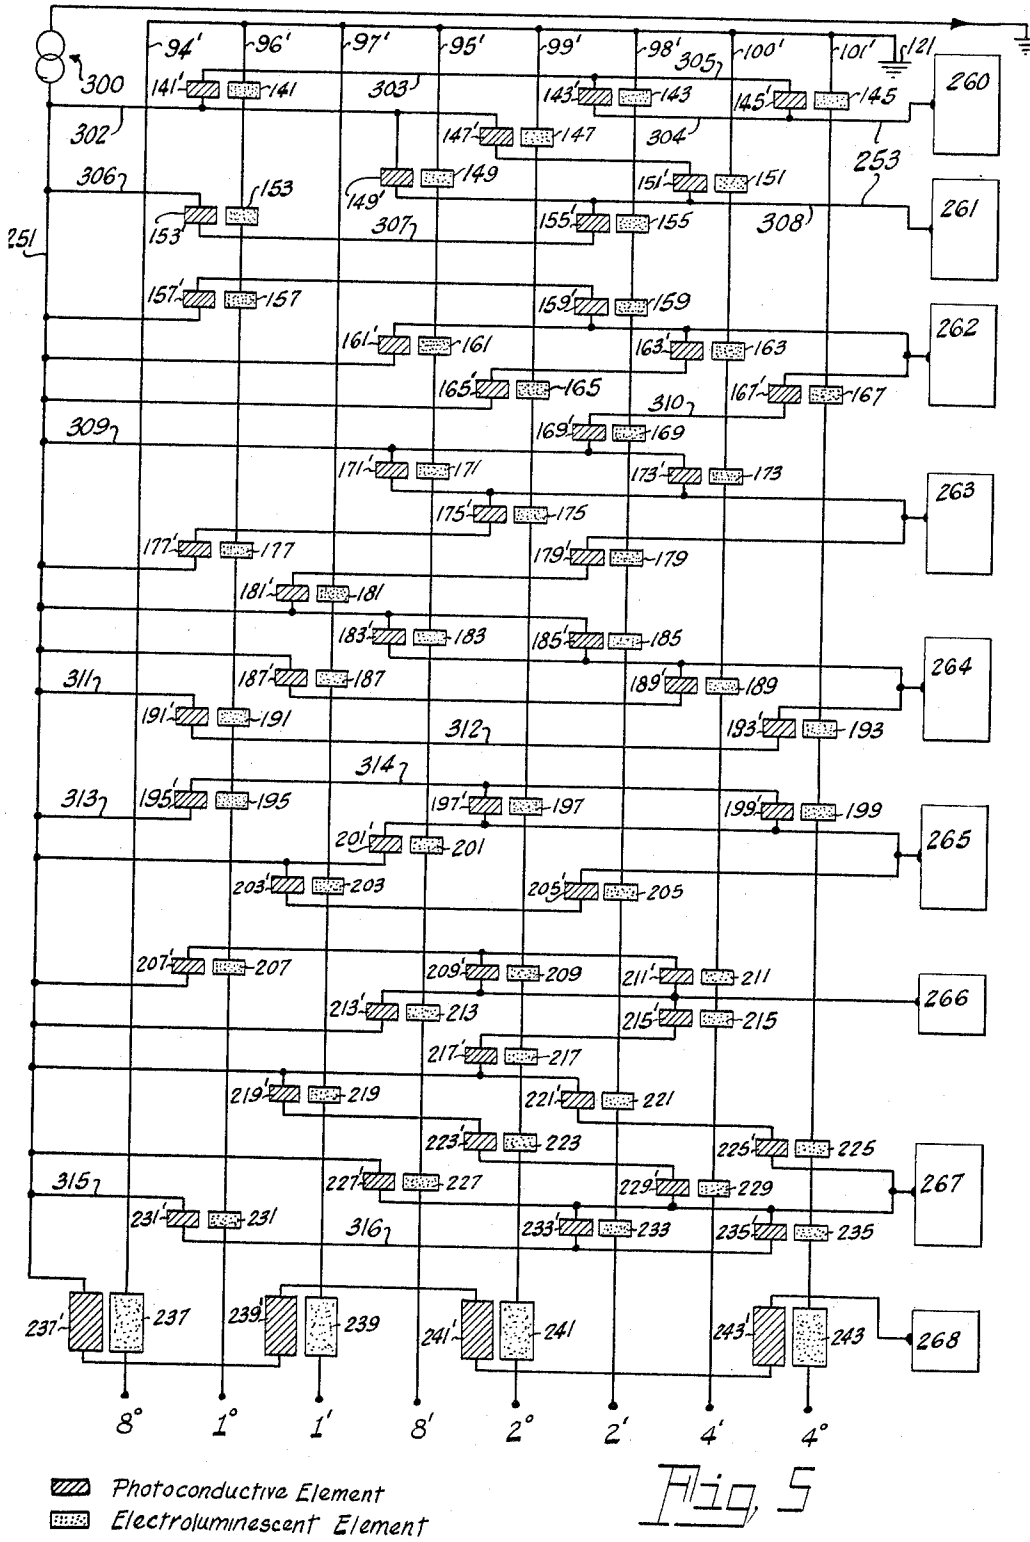 94' 96' 97' 95' 99' 98' 100' 101' 121
300
141' 141 303 143' 143 305 145' 145 260
302 147' 147 304 253
306 149' 149 151' 151
153' 153 155' 155 308 261
251 307
157' 157 159' 159 262
161' 161 163' 163
165' 165 167' 167
309 310 169' 169
171' 171 173' 173 263
175' 175
177' 177 179' 179
181' 181
183' 183 185' 185 264
187' 187 189' 189
311 191' 191 312 193' 193
314
313 195' 195 197' 197 199' 199 265
201' 201
203' 203 205' 205
207' 207 209' 209 211' 211 266
213' 213 215' 215
217' 217
219' 219 221' 221
223' 223 225' 225
227' 227 229' 229 267
315 231' 231 316 233' 233 235' 235
237' 237 239' 239 241' 241 243' 243 268
8° 1° 1' 8' 2° 2' 4' 4°
Photoconductive Element
Electroluminescent Element
Fig. 5